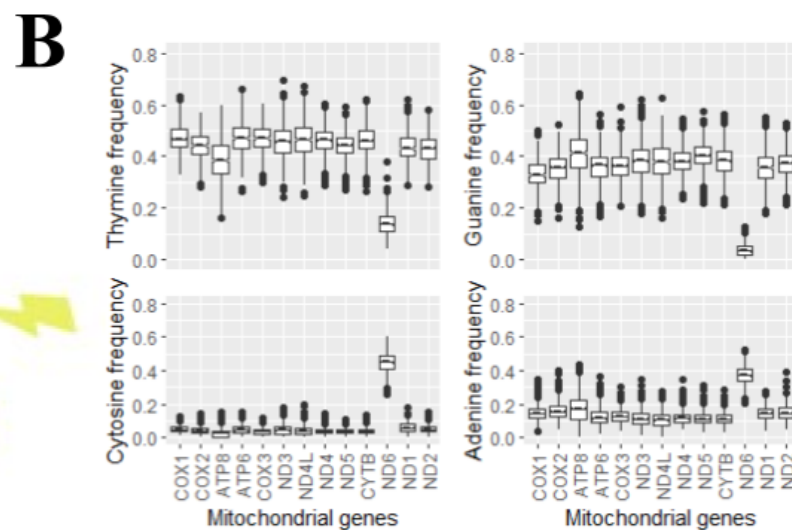 B
Thymine frequency
0.8
0.6
0.4
0.2
0.0
Guanine frequency
0.8
0.6
0.4
0.2
0.0
Cytosine frequency
0.8
0.6
0.4
0.2
0.0
COX1
COX2
ATP8
ATP6
COX3
ND3
ND4L
ND4
ND5
CYTB
ND6
ND1
ND2
Mitochondrial genes
Adenine frequency
0.8
0.6
0.4
0.2
0.0
COX1
COX2
ATP8
ATP6
COX3
ND3
ND4L
ND4
ND5
CYTB
ND6
ND1
ND2
Mitochondrial genes